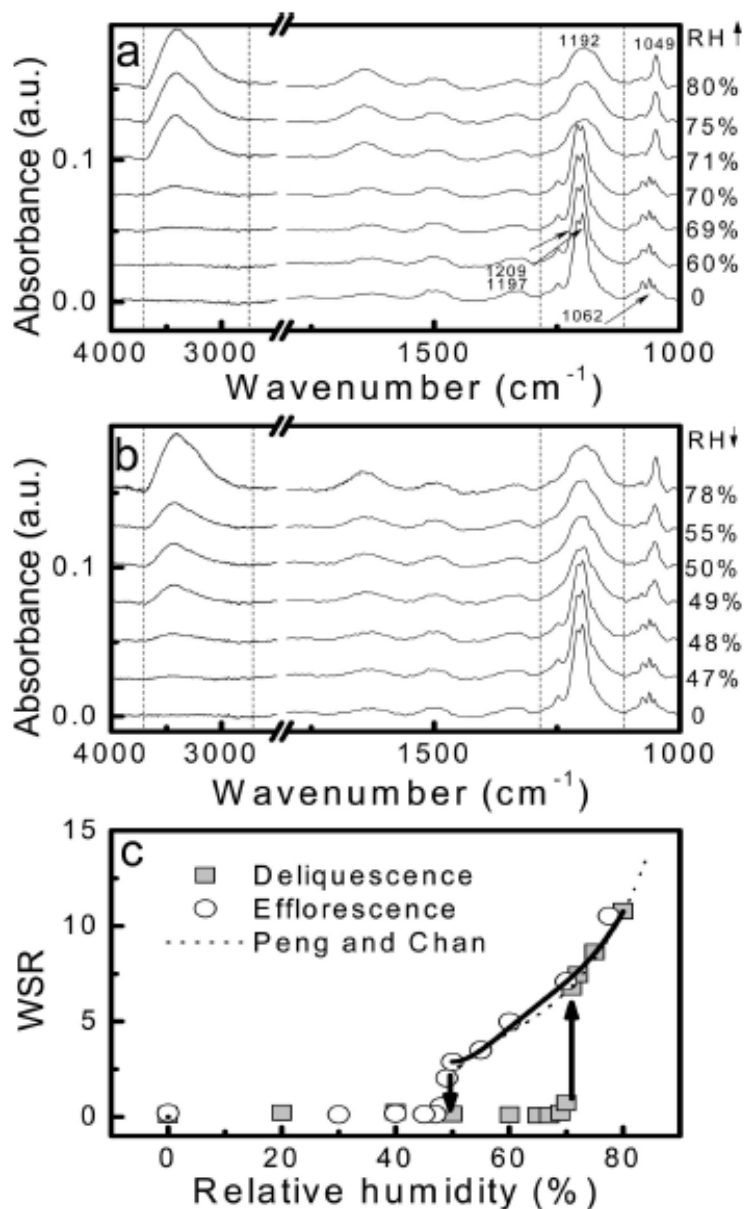 a
RH
1192
1049
80%
75%
71%
70%
69%
60%
0
1209
1197
1062
Absorbance (a.u.)
0.1
0.0
4000
3000
1500
1000
Wavenumber (cm⁻¹)
b
RH
78%
55%
50%
49%
48%
47%
0
Absorbance (a.u.)
0.1
0.0
4000
3000
1500
1000
Wavenumber (cm⁻¹)
c
15
10
5
0
WSR
Deliquescence
Efflorescence
Peng and Chan
0
20
40
60
80
Relative humidity (%)